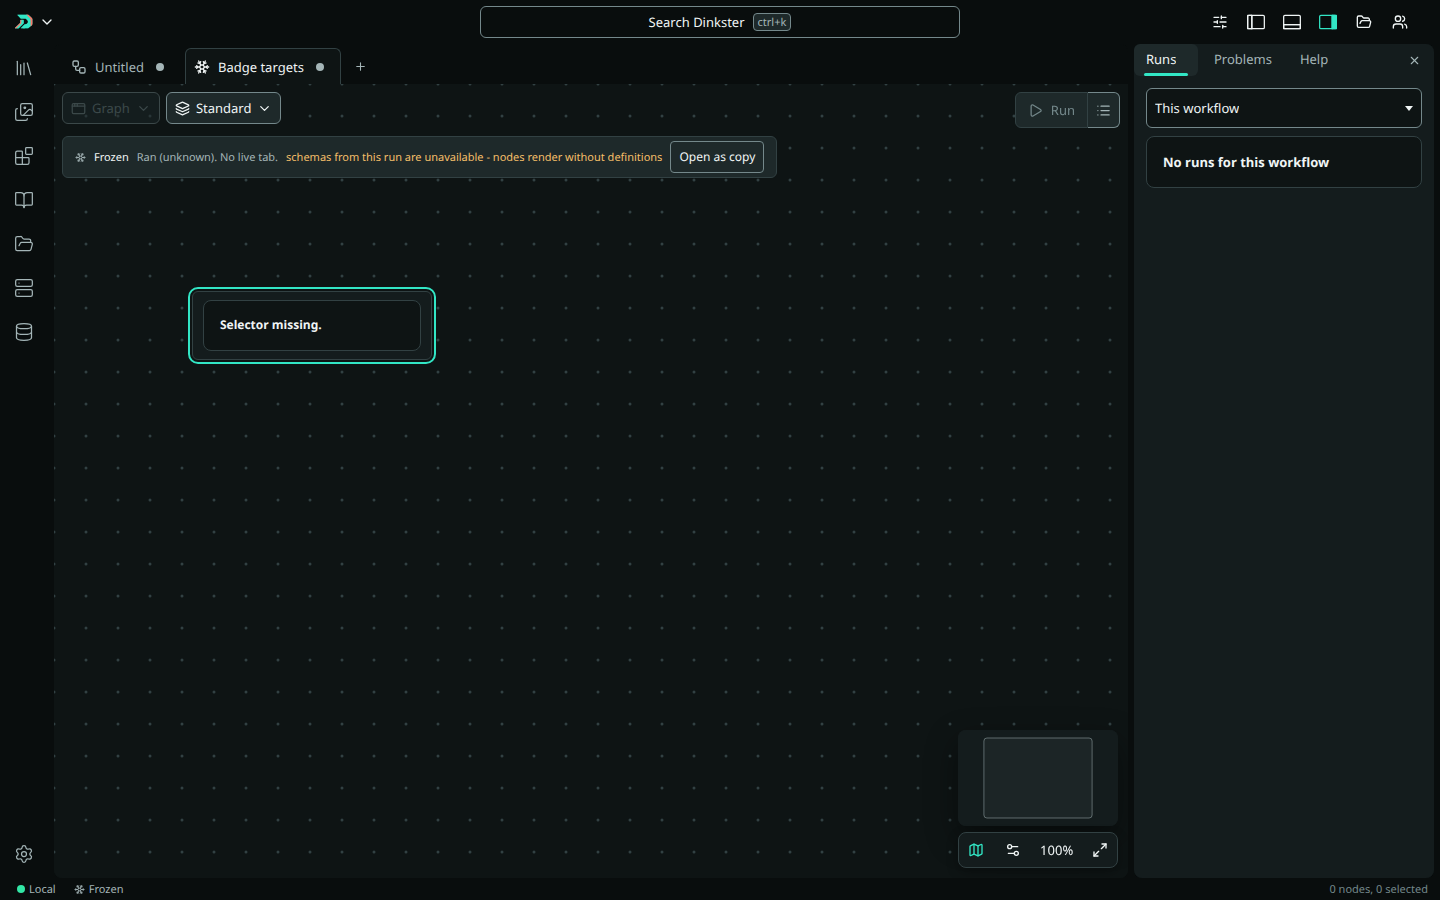 Search Dinkster ctrl+k
Untitled
Badge targets
Runs
Problems
Help
Graph
Standard
Run
This workflow
Frozen Ran (unknown). No live tab. schemas from this run are unavailable - nodes render without definitions Open as copy
No runs for this workflow
Selector missing.
100%
Local
Frozen
0 nodes, 0 selected